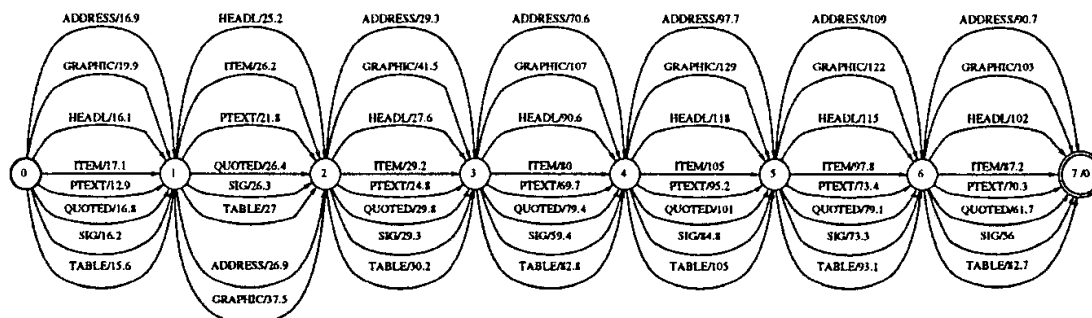 ADDRESS/16.9 HEADL/25.2 ADDRESS/29.3 ADDRESS/70.6 ADDRESS/97.7 ADDRESS/109 ADDRESS/90.7
GRAPHIC/19.9 ITEM/26.2 GRAPHIC/41.5 GRAPHIC/107 GRAPHIC/129 GRAPHIC/122 GRAPHIC/103
HEADL/16.1 PTEXT/21.8 HEADL/27.6 HEADL/90.6 HEADL/118 HEADL/115 HEADL/102
0 ITEM/17.1 1 QUOTED/26.4 2 ITEM/29.2 3 ITEM/80 4 ITEM/105 5 ITEM/97.8 6 ITEM/87.2 7/0
PTEXT/12.9 SIG/26.3 PTEXT/24.8 PTEXT/69.7 PTEXT/95.2 PTEXT/73.4 PTEXT/70.3
QUOTED/16.8 TABLE/27 QUOTED/29.8 QUOTED/79.4 QUOTED/101 QUOTED/79.1 QUOTED/61.7
SIG/16.2 SIG/29.3 SIG/59.4 SIG/84.8 SIG/73.3 SIG/56
TABLE/15.6 ADDRESS/26.9 TABLE/30.2 TABLE/82.8 TABLE/105 TABLE/93.1 TABLE/82.7
GRAPHIC/37.5